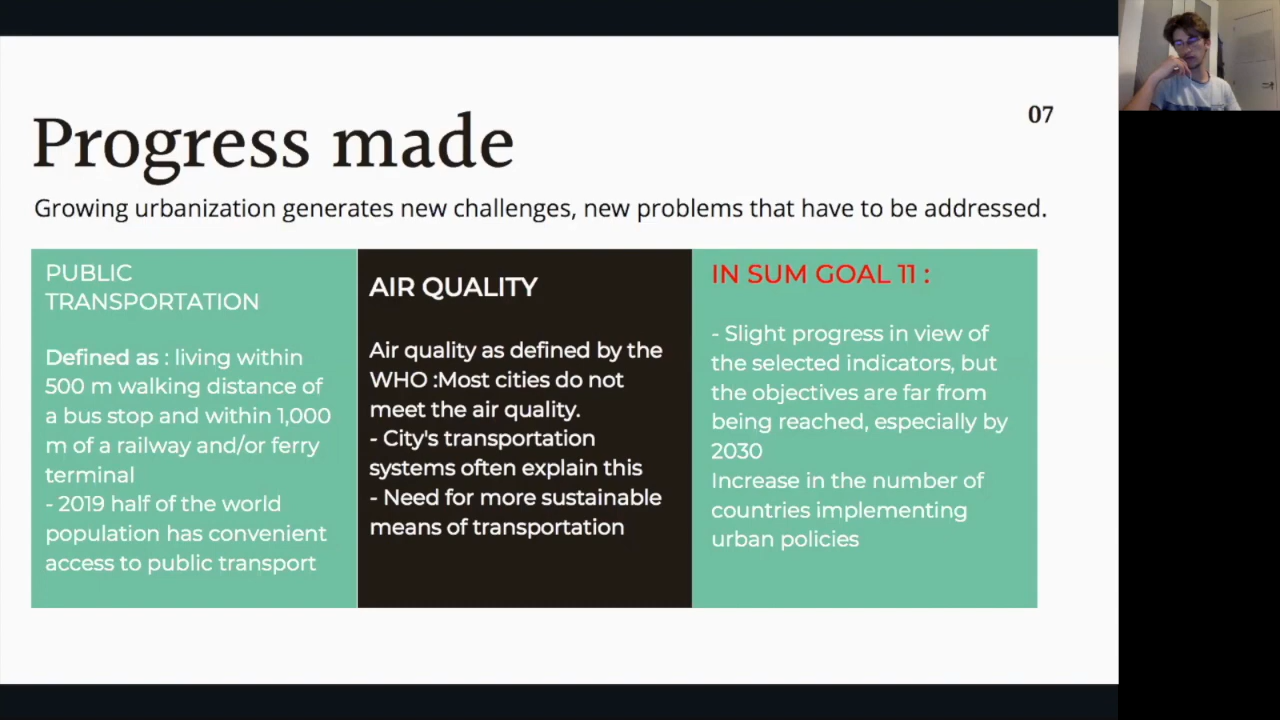 07
Progress made
Growing urbanization generates new challenges, new problems that have to be addressed.
PUBLIC
TRANSPORTATION
Defined as : living within
500 m walking distance of
a bus stop and within 1,000
m of a railway and/or ferry
terminal
- 2019 half of the world
population has convenient
access to public transport
AIR QUALITY
Air quality as defined by the
WHO :Most cities do not
meet the air quality.
- City's transportation
systems often explain this
- Need for more sustainable
means of transportation
IN SUM GOAL 11 :
- Slight progress in view of
the selected indicators, but
the objectives are far from
being reached, especially by
2030
Increase in the number of
countries implementing
urban policies